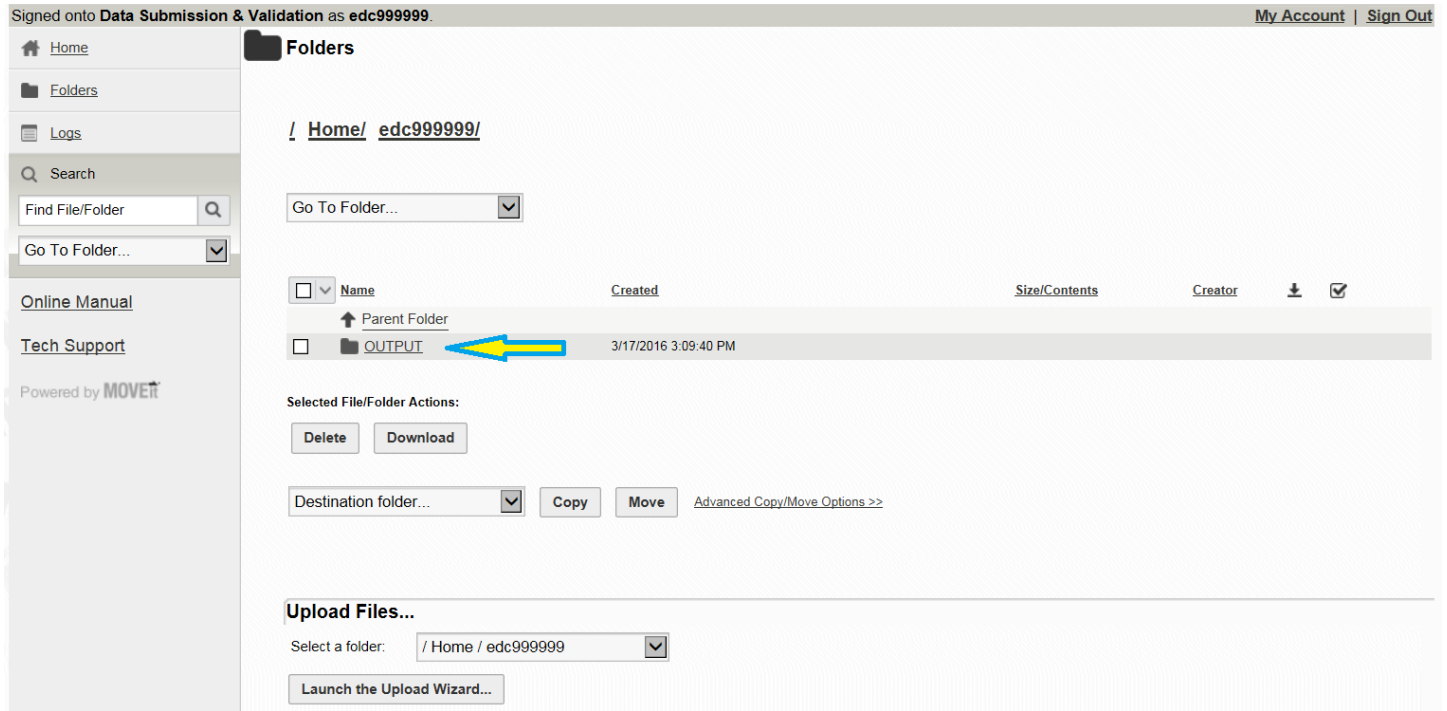 Signed onto Data Submission & Validation as edc999999.
My Account | Sign Out
Home
Folders
Logs
Search
Find File/Folder
Go To Folder...
Online Manual
Tech Support
Powered by MOVEit
Folders
/ Home/ edc999999/
Go To Folder...
Name Created Size/Contents Creator
Parent Folder
OUTPUT 3/17/2016 3:09:40 PM
Selected File/Folder Actions:
Delete Download
Destination folder... Copy Move Advanced Copy/Move Options >>
Upload Files...
Select a folder: / Home / edc999999
Launch the Upload Wizard...